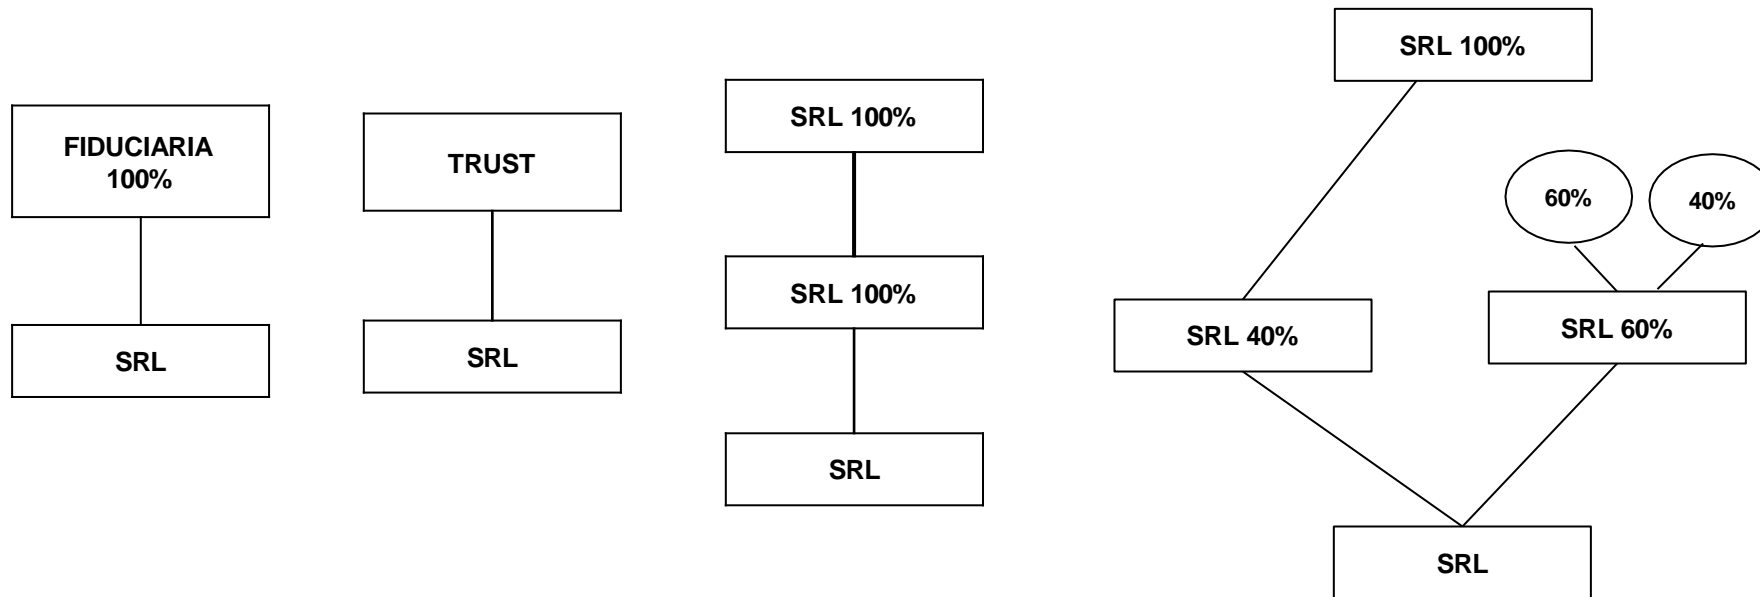 FIDUCIARIA
100%
SRL
TRUST
SRL
SRL 100%
SRL 100%
SRL
SRL 100%
60%
40%
SRL 40%
SRL 60%
SRL